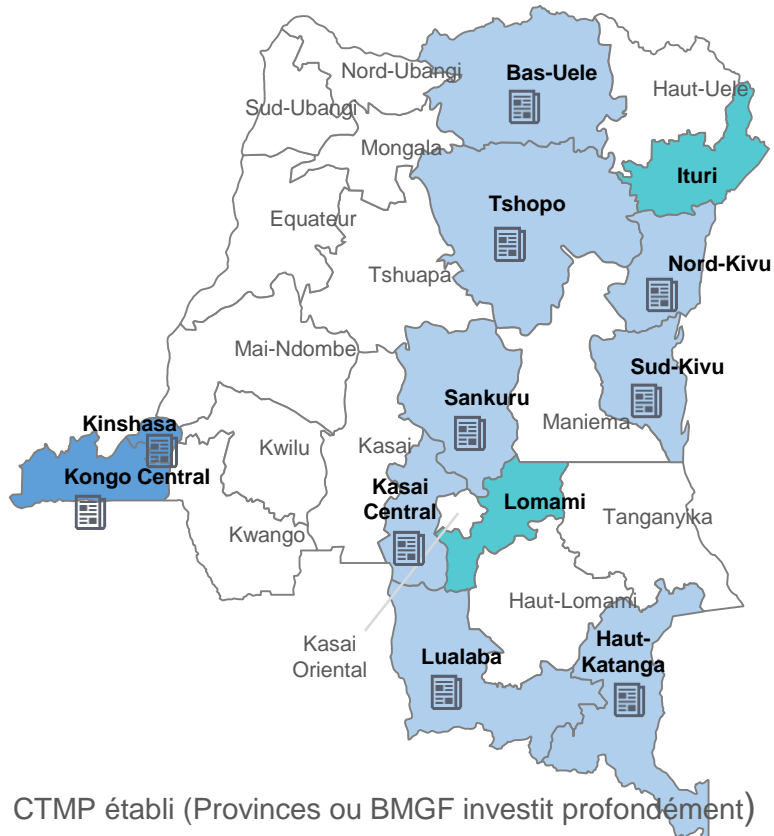 Nord-Ubangi
Bas-Uele
Haut-Uele
Sud-Ubangi
Mongala
Ituri
Tshopo
Equateur
Nord-Kivu
Tshuapa
Mai-Ndombe
Sud-Kivu
Sankuru
Maniema
Kinshasa
Kwilu
Kasai
Kongo Central
Kasai
Central
Lomami
Tanganyika
Kwango
Haut-Lomami
Kasai
Oriental
Lualaba
Haut-
Katanga
CTMP établi (Provinces ou BMGF investit profondément)